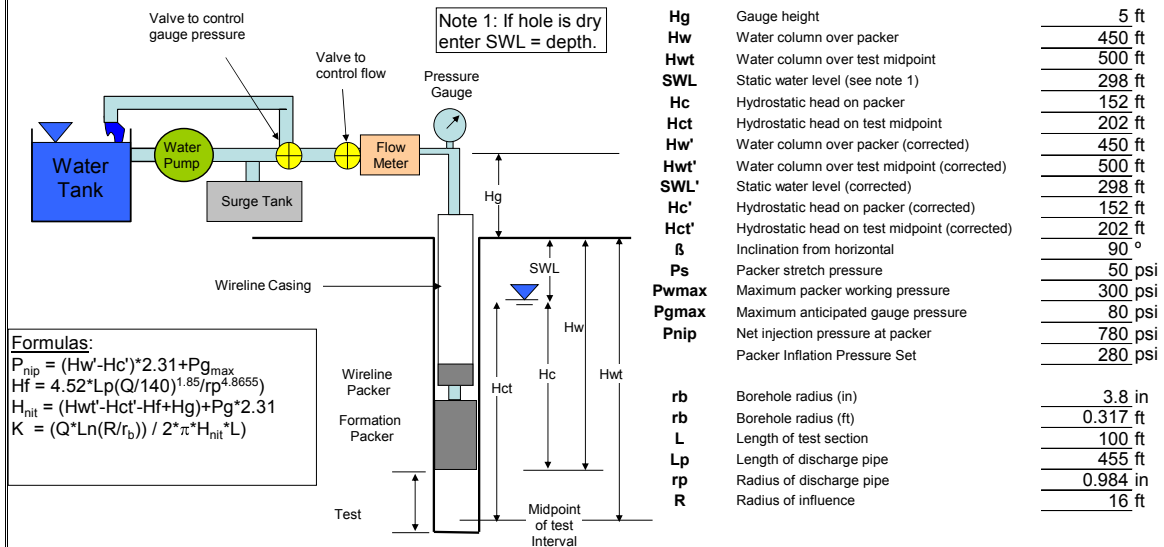 Valve to control
gauge pressure
Note 1: If hole is dry
enter SWL = depth.
Valve to
control flow
Pressure
Gauge
Water
Tank
Water
Pump
Flow
Meter
Surge Tank
Hg
SWL
Wireline Casing
Hw
Hct
Hc
Hwt
Wireline
Packer
Formation
Packer
Test
Midpoint
of test
Interval
Formulas:
P_nip = (Hw'-Hc')*2.31+Pg_max
Hf = 4.52*Lp(Q/140)^1.85/rp^4.8655)
H_nit = (Hwt'-Hct'-Hf+Hg)+Pg*2.31
K = (Q*Ln(R/r_b)) / 2*π*H_nit*L)
Hg Gauge height 5 ft
Hw Water column over packer 450 ft
Hwt Water column over test midpoint 500 ft
SWL Static water level (see note 1) 298 ft
Hc Hydrostatic head on packer 152 ft
Hct Hydrostatic head on test midpoint 202 ft
Hw' Water column over packer (corrected) 450 ft
Hwt' Water column over test midpoint (corrected) 500 ft
SWL' Static water level (corrected) 298 ft
Hc' Hydrostatic head on packer (corrected) 152 ft
Hct' Hydrostatic head on test midpoint (corrected) 202 ft
ß Inclination from horizontal 90 º
Ps Packer stretch pressure 50 psi
Pwmax Maximum packer working pressure 300 psi
Pgmax Maximum anticipated gauge pressure 80 psi
Pnip Net injection pressure at packer 780 psi
Packer Inflation Pressure Set 280 psi
rb Borehole radius (in) 3.8 in
rb Borehole radius (ft) 0.317 ft
L Length of test section 100 ft
Lp Length of discharge pipe 455 ft
rp Radius of discharge pipe 0.984 in
R Radius of influence 16 ft